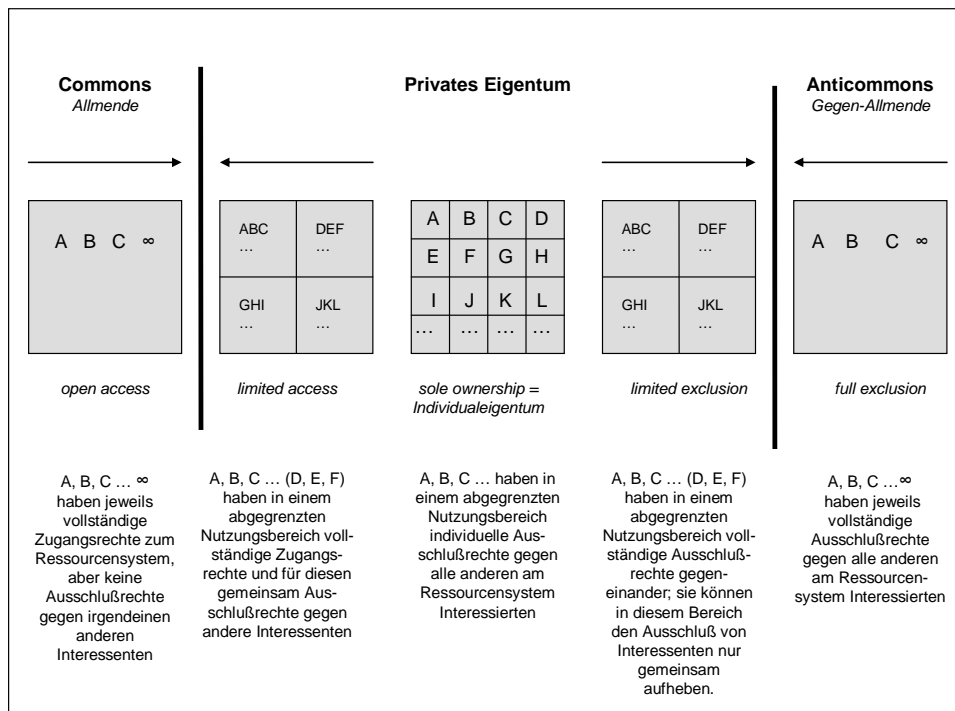 Commons
Allmende
Privates Eigentum
Anticommons
Gegen-Allmende
A B C ∞
ABC
...
DEF
...
GHI
...
JKL
...
A B C D
E F G H
I J K L
... ... ... ...
ABC
...
DEF
...
GHI
...
JKL
...
A B C ∞
open access
limited access
sole ownership =
Individualeigentum
limited exclusion
full exclusion
A, B, C ... ∞
haben jeweils
vollständige
Zugangsrechte zum
Ressourcensystem,
aber keine
Ausschlußrechte
gegen irgendeinen
anderen
Interessenten
A, B, C ... (D, E, F)
haben in einem
abgegrenzten
Nutzungsbereich voll-
ständige Zugangs-
rechte und für diesen
gemeinsam Aus-
schlußrechte gegen
andere Interessenten
A, B, C ... haben in
einem abgegrenzten
Nutzungsbereich
individuelle Aus-
schlußrechte gegen
alle anderen am
Ressourcensystem
Interessierten
A, B, C ... (D, E, F)
haben in einem
abgegrenzten
Nutzungsbereich voll-
ständige Ausschluß-
rechte gegen-
einander; sie können
in diesem Bereich
den Ausschluß von
Interessenten nur
gemeinsam
aufheben.
A, B, C ...∞
haben jeweils
vollständige
Ausschlußrechte
gegen alle anderen
am Ressourcen-
system Interessierten